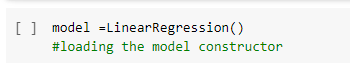 [ ] model =LinearRegression()
#loading the model constructor